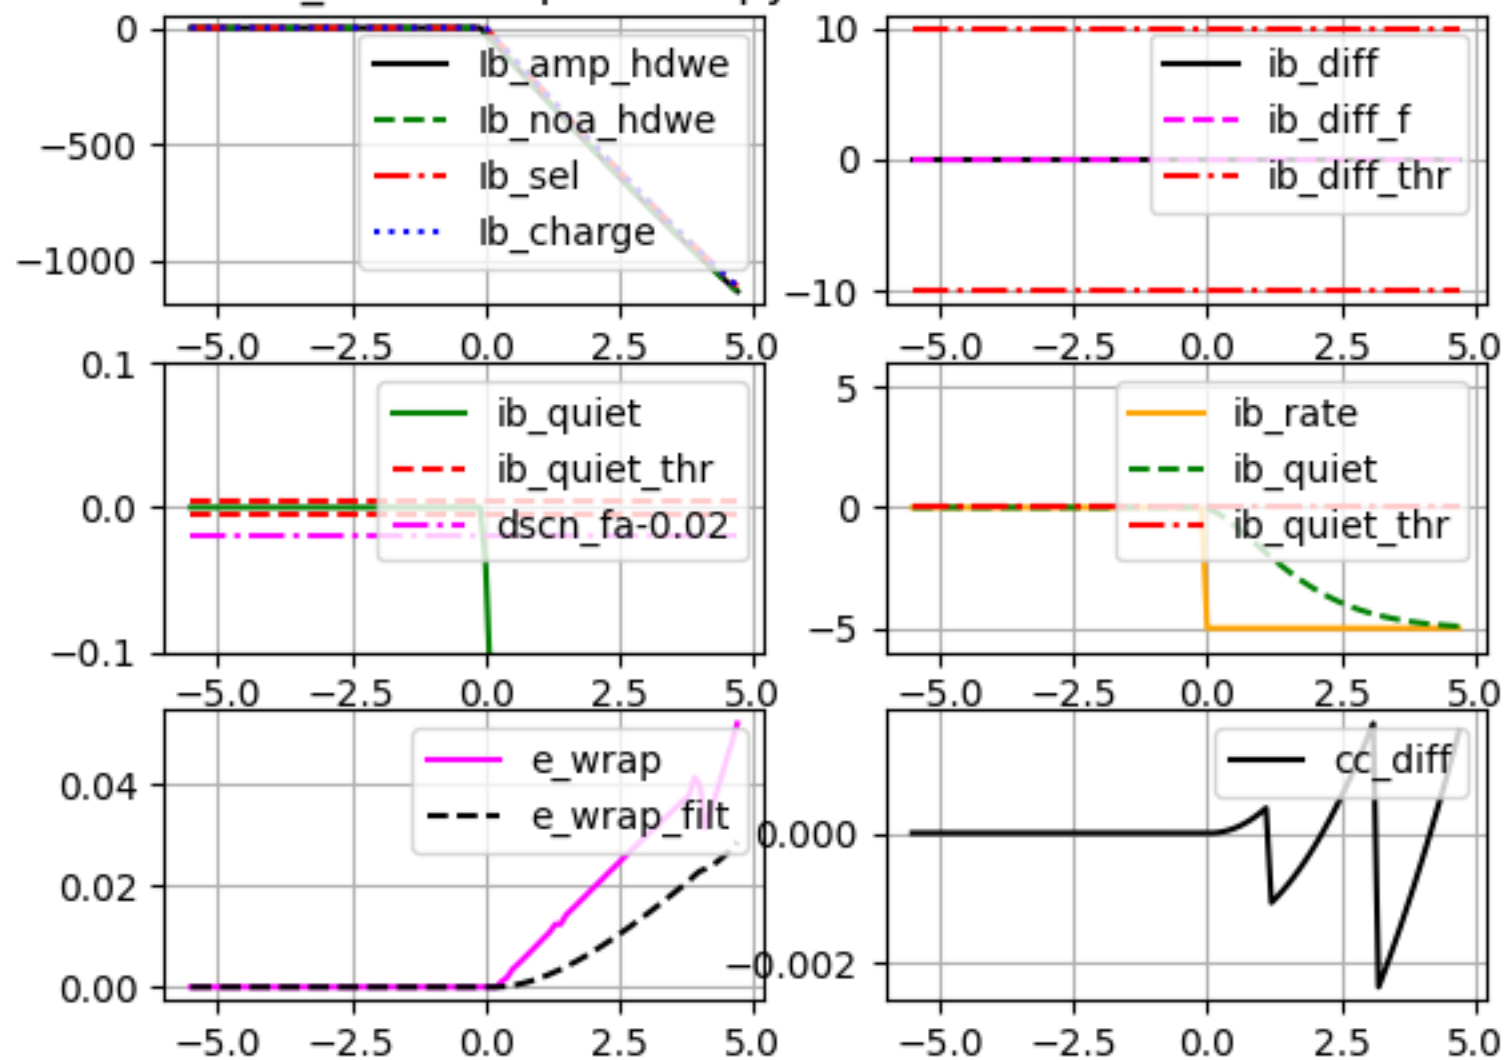 0
−500
−1000
Ib_amp_hdwe
Ib_noa_hdwe
Ib_sel
Ib_charge
−5.0 −2.5 0.0 2.5 5.0
10
0
−10
ib_diff
ib_diff_f
ib_diff_thr
−5.0 −2.5 0.0 2.5 5.0
0.1
0.0
−0.1
ib_quiet
ib_quiet_thr
dscn_fa-0.02
−5.0 −2.5 0.0 2.5 5.0
5
0
−5
ib_rate
ib_quiet
ib_quiet_thr
−5.0 −2.5 0.0 2.5 5.0
0.04
0.02
0.00
e_wrap
e_wrap_filt
−5.0 −2.5 0.0 2.5 5.0
0.000
−0.002
cc_diff
−5.0 −2.5 0.0 2.5 5.0